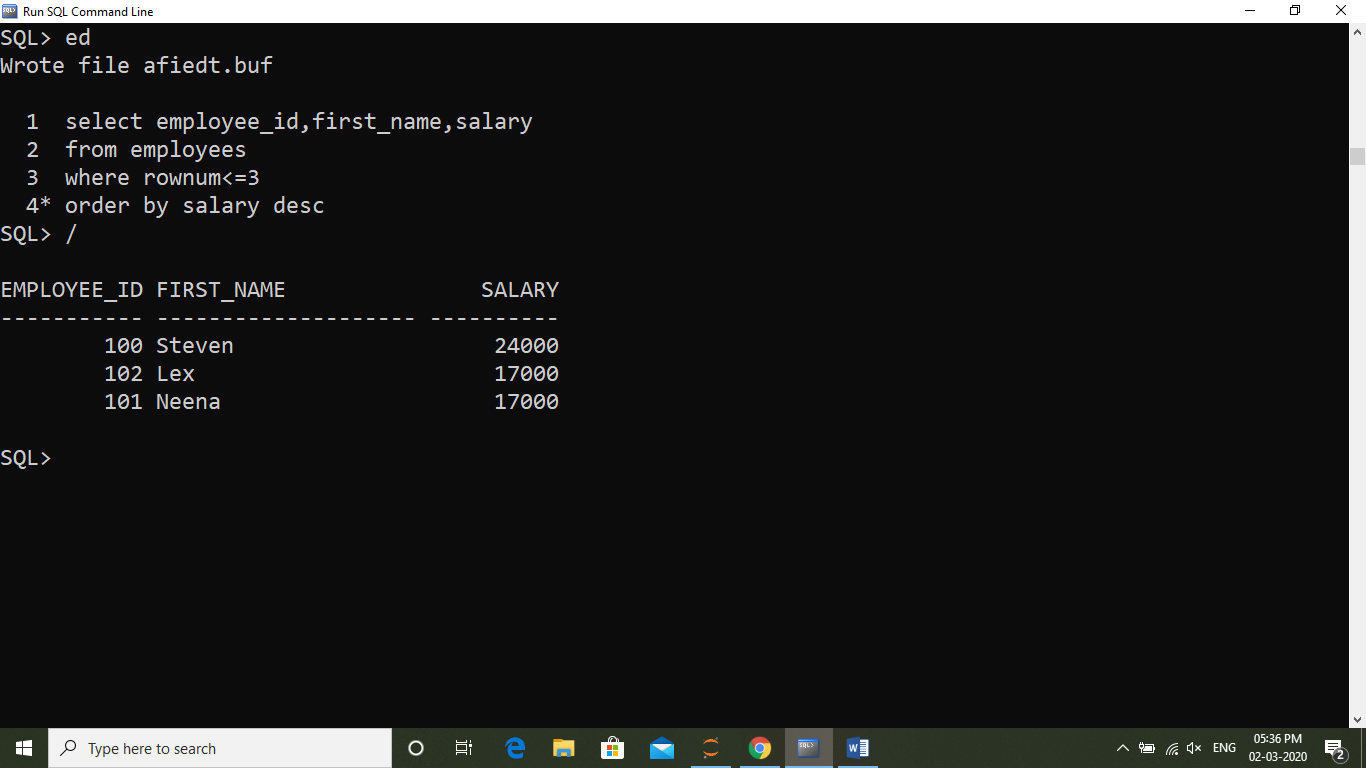 Run SQL Command Line
SQL> ed
Wrote file afiedt.buf
1 select employee_id,first_name,salary
2 from employees
3 where rownum<=3
4* order by salary desc
SQL> /
EMPLOYEE_ID FIRST_NAME SALARY
----------- -------------------- ----------
100 Steven 24000
102 Lex 17000
101 Neena 17000
SQL>
Type here to search
ENG
05:36 PM
02-03-2020
2